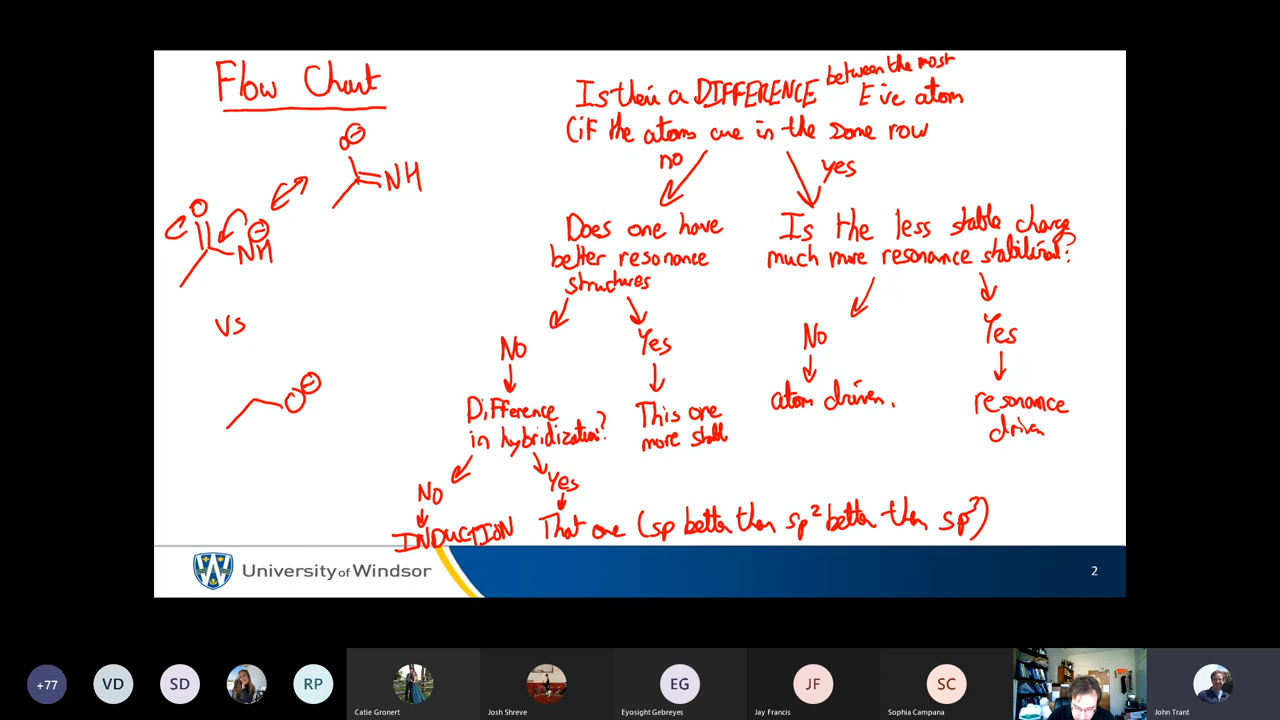 Flow Chart
Is their a DIFFERENCE between the most
E ive atom
(if the atoms are in the same row
no
yes
O⊖
NH
O
⊖
NH
vs
O⊖
Does one have
better resonance
structures
Is the less stable charge
much more resonance stabilized?
No
Yes
No
Yes
Difference
in hybridization?
This one
more stabl
atom driven.
resonance
driven
No
Yes
INDUCTION
That one (sp better then sp² better then sp³)
University of Windsor
2
+77
VD
SD
RP
EG
JF
SC
Catie Gronert
Josh Shreve
Eyosight Gebreyes
Jay Francis
Sophia Campana
John Trant